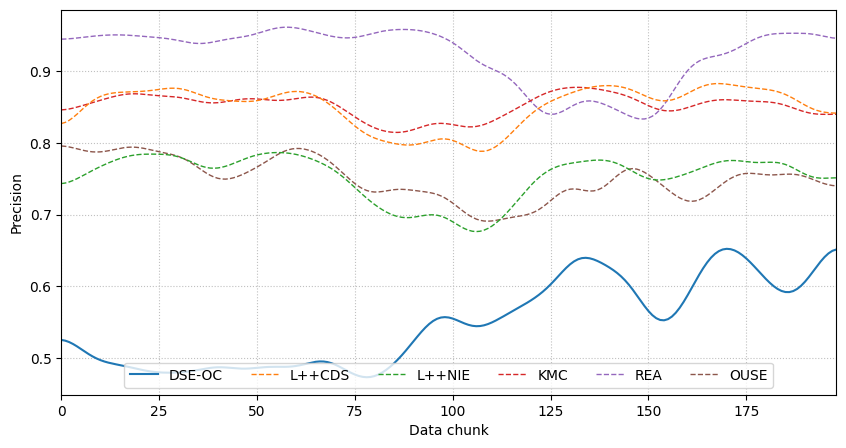 Precision
0.9
0.8
0.7
0.6
0.5
DSE-OC L++CDS L++NIE KMC REA OUSE
0 25 50 75 100 125 150 175
Data chunk